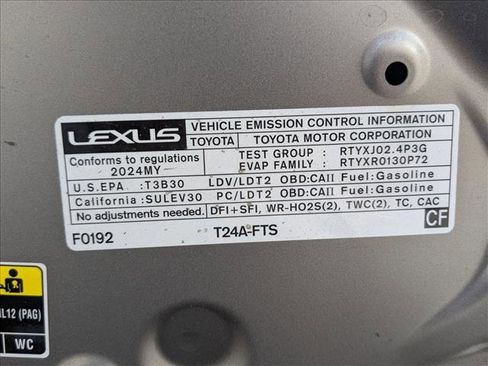 LEXUS
VEHICLE EMISSION CONTROL INFORMATION
TOYOTA TOYOTA MOTOR CORPORATION
Conforms to regulations
2024MY
TEST GROUP : RTYXJ02.4P3G
EVAP FAMILY : RTYXR0130P72
U.S.EPA : T3B30 LDV/LDT2 OBD:CAII Fuel:Gasoline
California: SULEV30 PC/LDT2 OBD:CAII Fuel:Gasoline
No adjustments needed. DFI+SFI, WR-HO2S(2), TWC(2), TC, CAC
F0192 T24A-FTS CF
(PAG)
WC